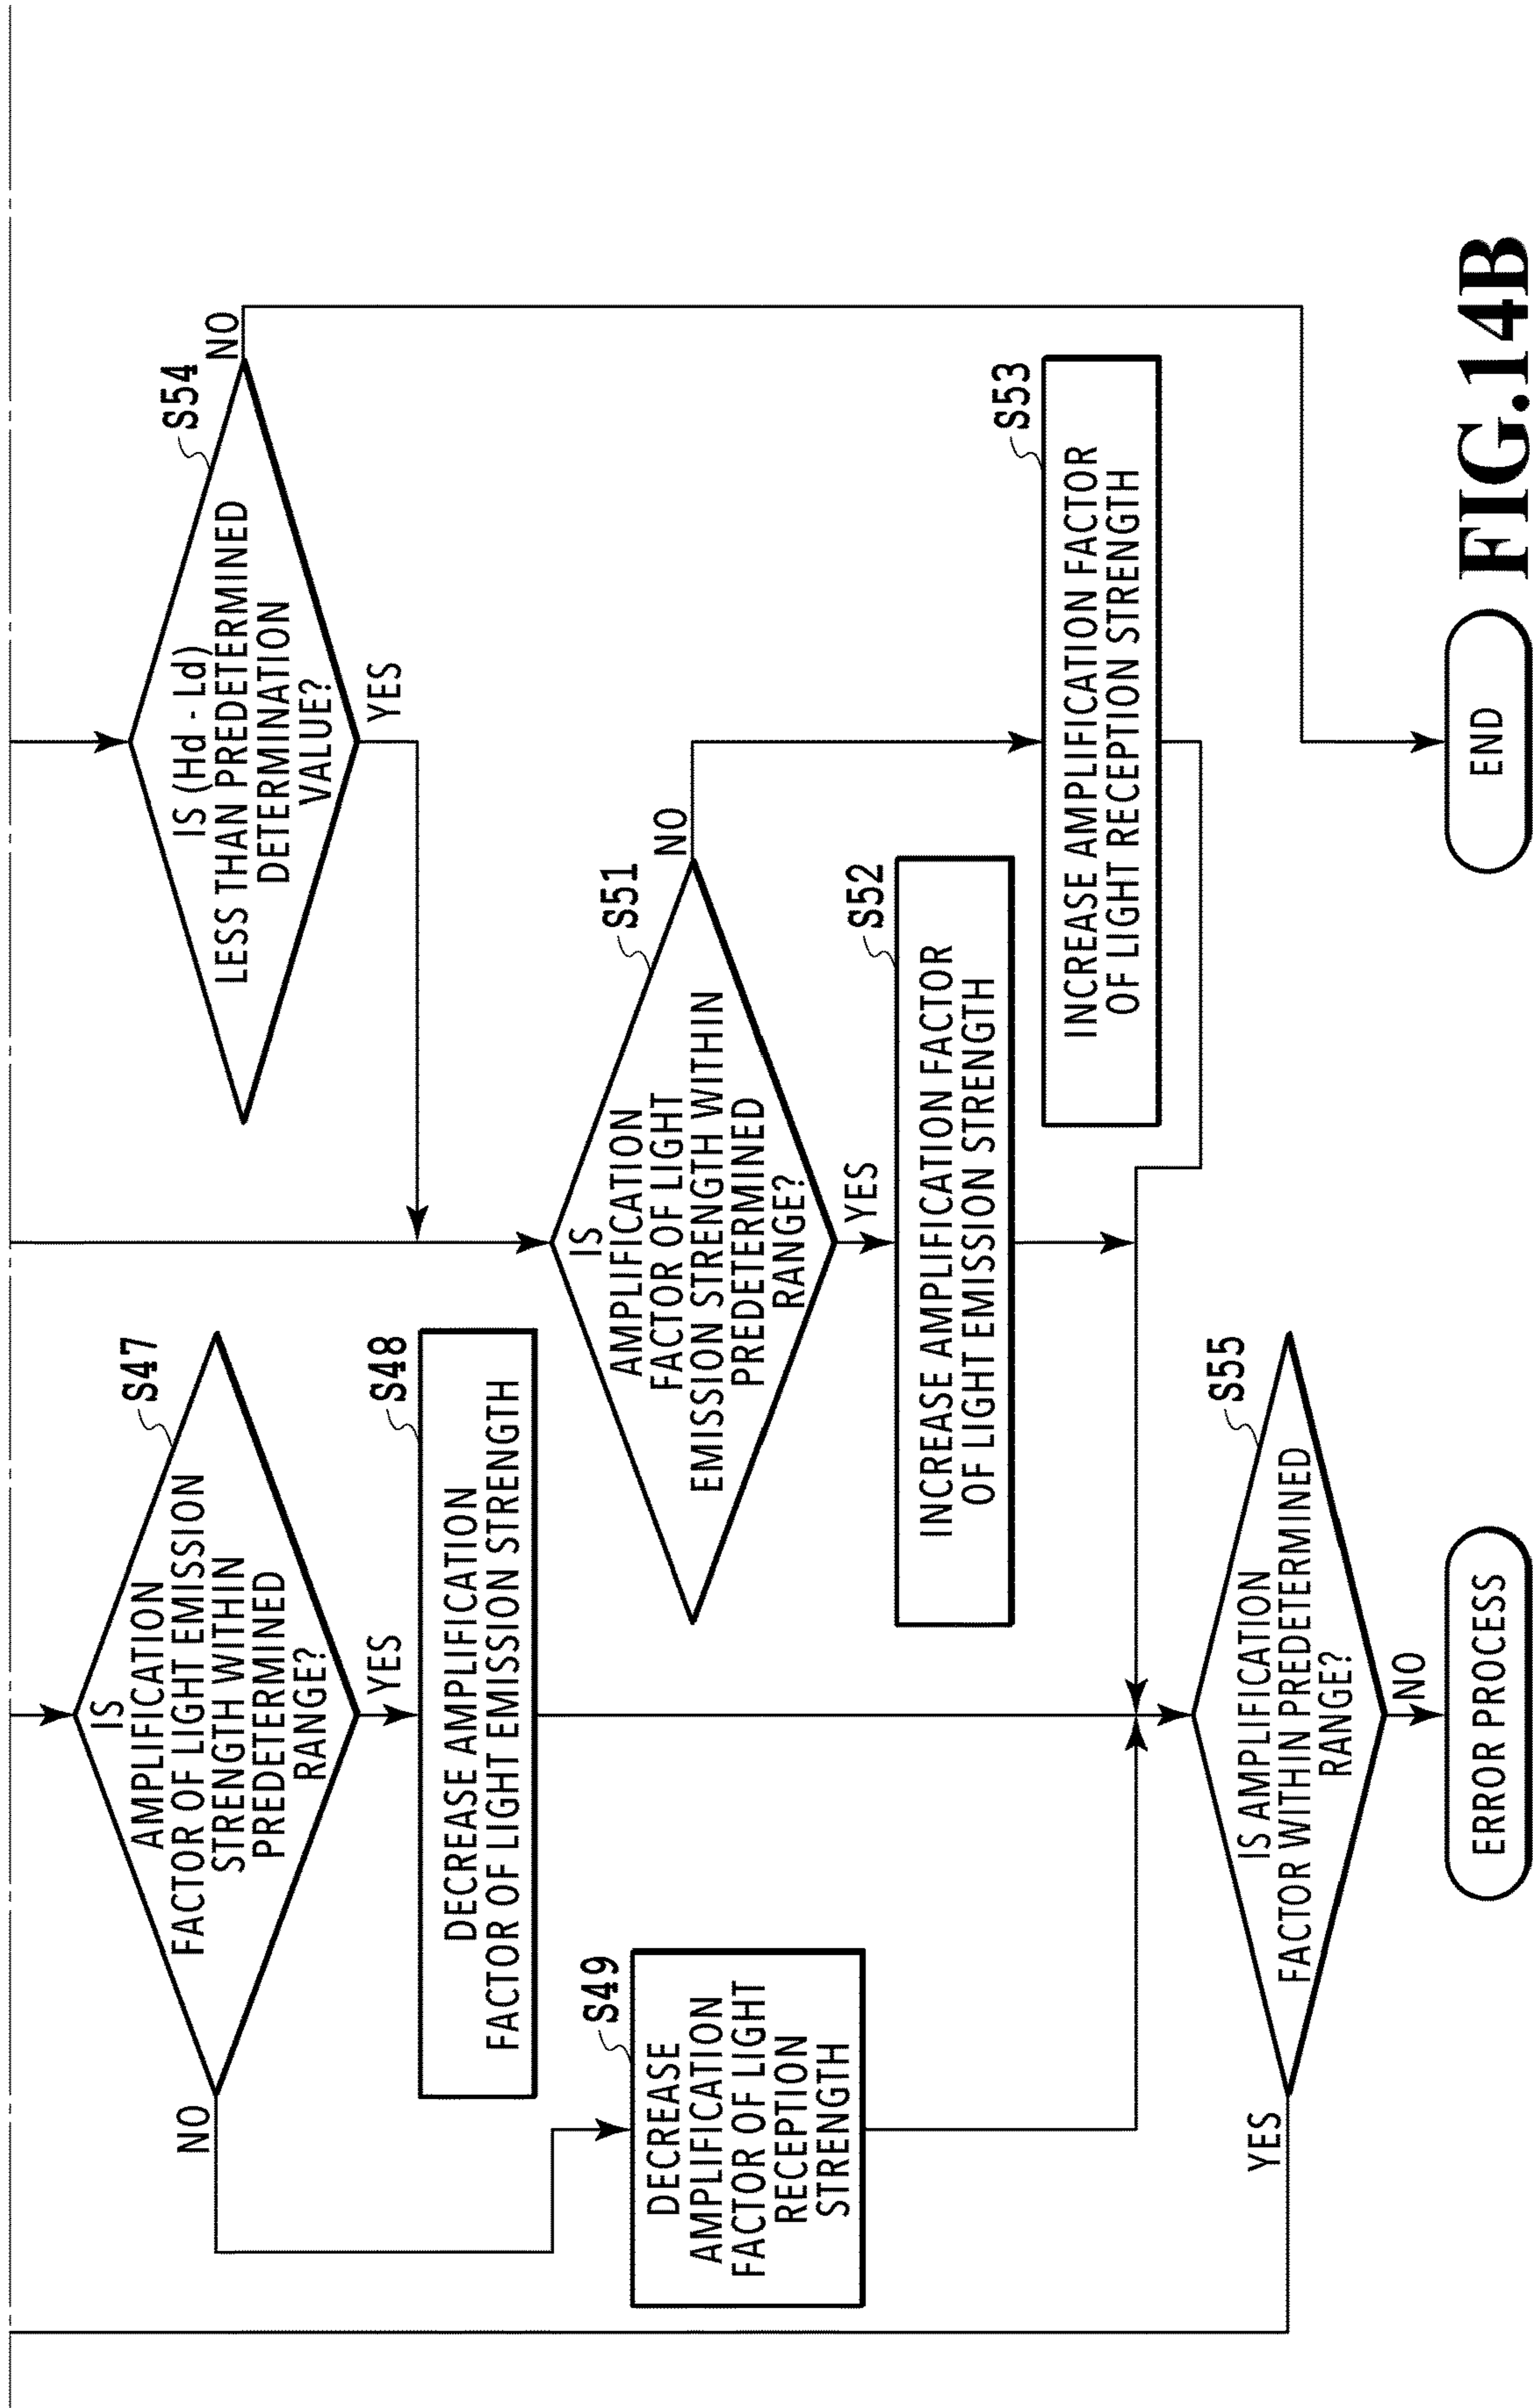 S47
IS
AMPLIFICATION
FACTOR OF LIGHT EMISSION
STRENGTH WITHIN
PREDETERMINED
RANGE?
NO
YES
S48
DECREASE AMPLIFICATION
FACTOR OF LIGHT EMISSION STRENGTH
S49
DECREASE
AMPLIFICATION
FACTOR OF LIGHT
RECEPTION
STRENGTH
S54
IS (Hd - Ld)
LESS THAN PREDETERMINED
DETERMINATION
VALUE?
NO
YES
S51
IS
AMPLIFICATION
FACTOR OF LIGHT
EMISSION STRENGTH WITHIN
PREDETERMINED
RANGE?
NO
YES
S52
INCREASE AMPLIFICATION FACTOR
OF LIGHT EMISSION STRENGTH
S53
INCREASE AMPLIFICATION FACTOR
OF LIGHT RECEPTION STRENGTH
S55
IS AMPLIFICATION
FACTOR WITHIN PREDETERMINED
RANGE?
YES
NO
ERROR PROCESS
END
FIG.14B